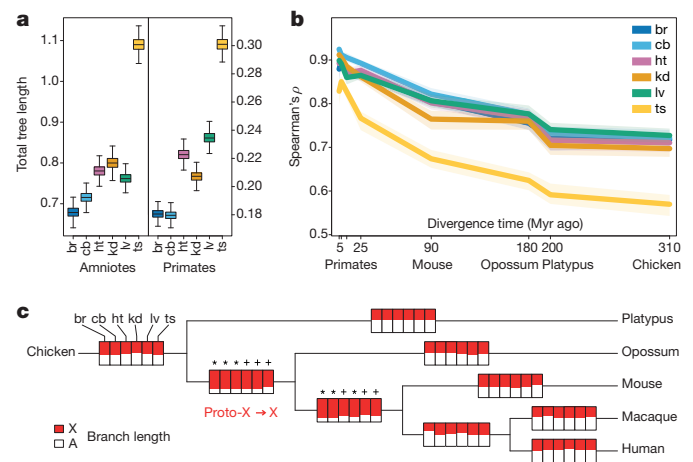 a
Total tree length
1.1
1.0
0.9
0.8
0.7
0.30
0.28
0.26
0.24
0.22
0.20
0.18
br cb ht kd lv ts
br cb ht kd lv ts
Amniotes
Primates
b
Spearman's ρ
0.9
0.8
0.7
0.6
0.5
br
cb
ht
kd
lv
ts
Divergence time (Myr ago)
5 25 90 180 200 310
Primates Mouse Opossum Platypus Chicken
c
br cb ht kd lv ts
Chicken
Platypus
Opossum
Mouse
Macaque
Human
* * * + + +
Proto-X → X
* * + * + +
X
A
Branch length